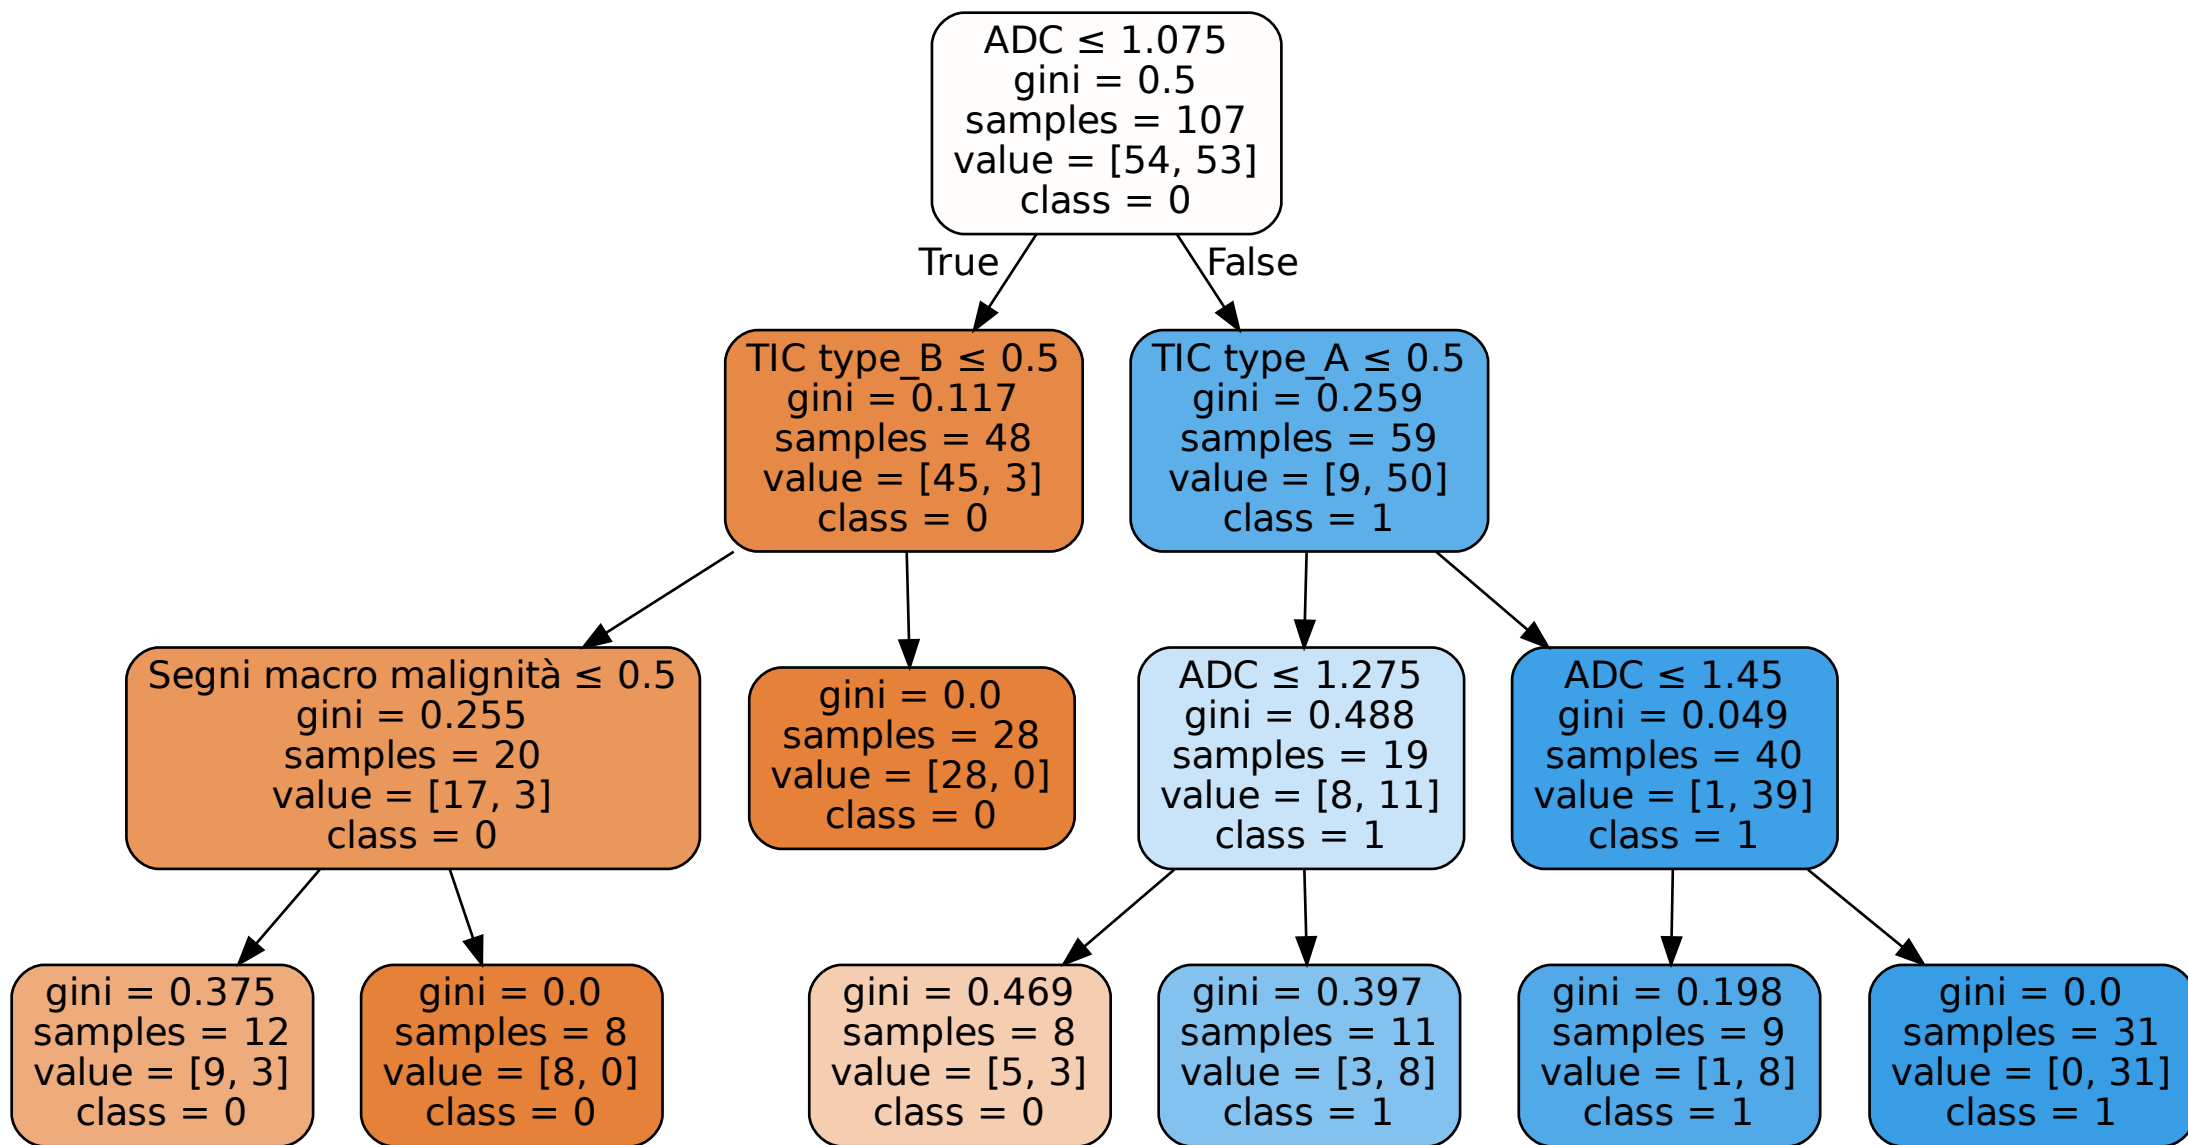 ADC ≤ 1.075
gini = 0.5
samples = 107
value = [54, 53]
class = 0
True
False
TIC type_B ≤ 0.5
gini = 0.117
samples = 48
value = [45, 3]
class = 0
TIC type_A ≤ 0.5
gini = 0.259
samples = 59
value = [9, 50]
class = 1
Segni macro malignità ≤ 0.5
gini = 0.255
samples = 20
value = [17, 3]
class = 0
gini = 0.0
samples = 28
value = [28, 0]
class = 0
ADC ≤ 1.275
gini = 0.488
samples = 19
value = [8, 11]
class = 1
ADC ≤ 1.45
gini = 0.049
samples = 40
value = [1, 39]
class = 1
gini = 0.375
samples = 12
value = [9, 3]
class = 0
gini = 0.0
samples = 8
value = [8, 0]
class = 0
gini = 0.469
samples = 8
value = [5, 3]
class = 0
gini = 0.397
samples = 11
value = [3, 8]
class = 1
gini = 0.198
samples = 9
value = [1, 8]
class = 1
gini = 0.0
samples = 31
value = [0, 31]
class = 1